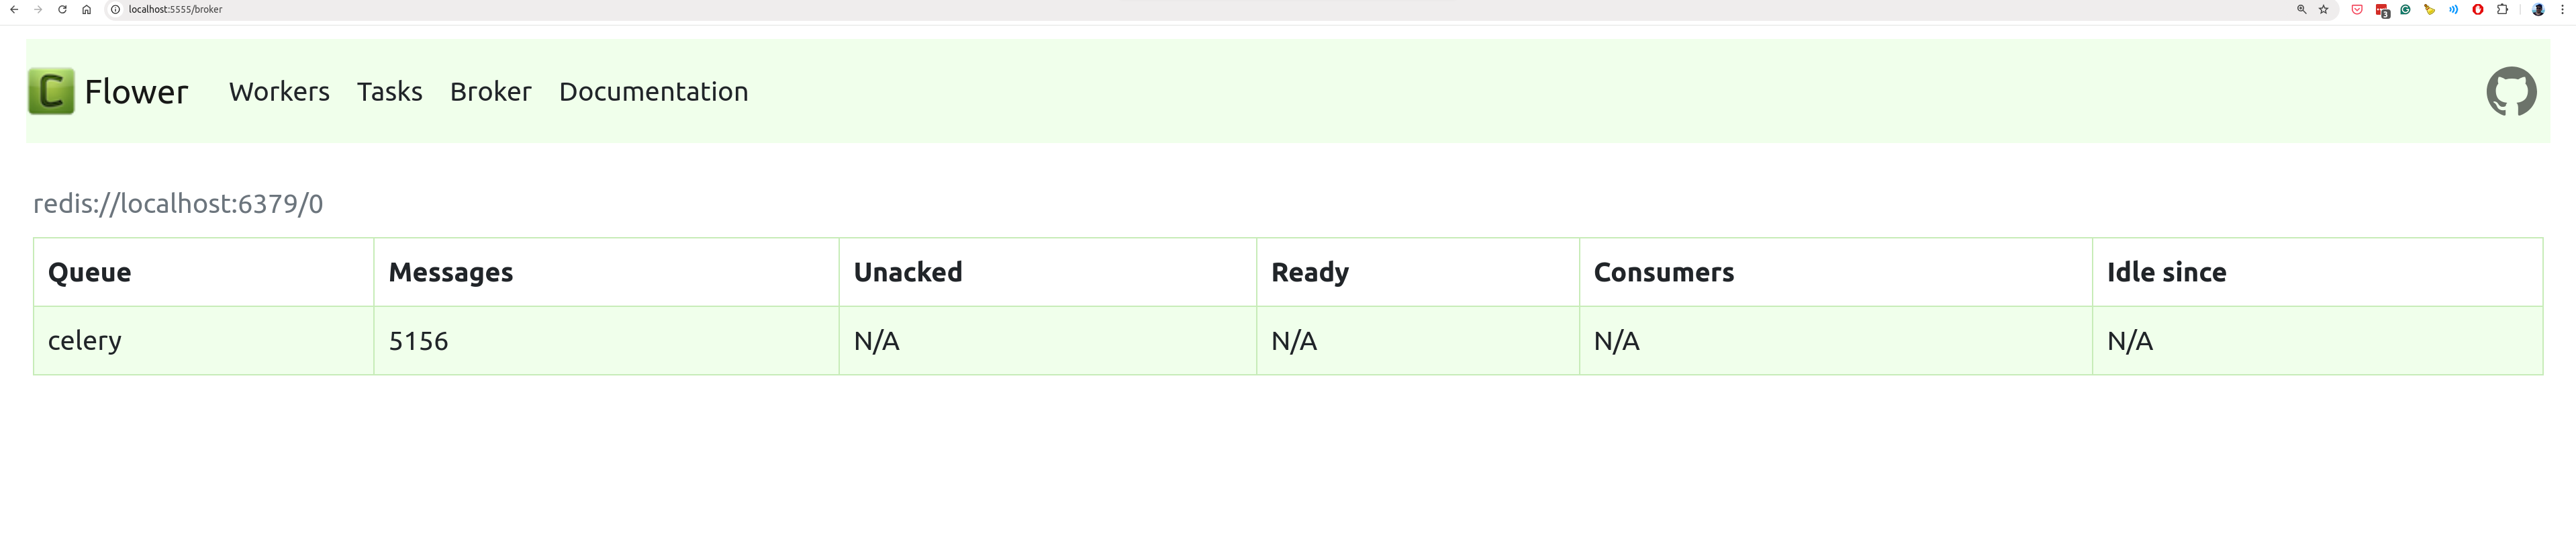 localhost:5555/broker
3
C Flower Workers Tasks Broker Documentation
redis://localhost:6379/0
Queue Messages Unacked Ready Consumers Idle since
celery 5156 N/A N/A N/A N/A